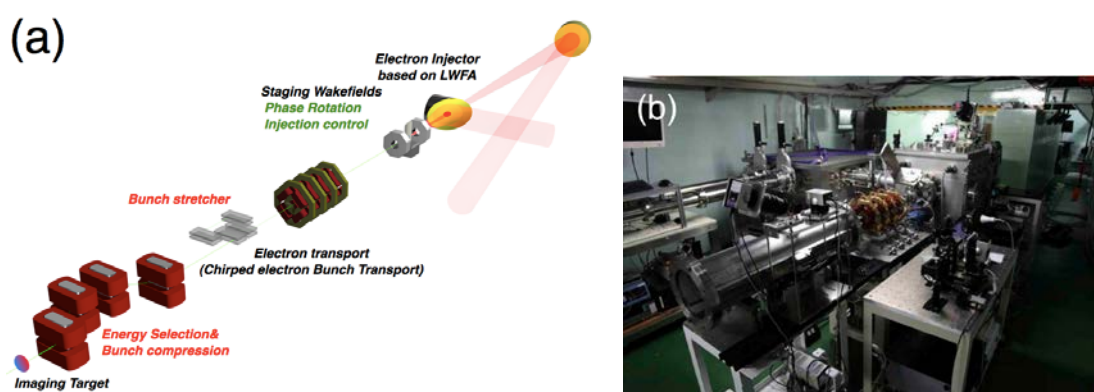 (a)
Electron Injector
based on LWFA
Staging Wakefields
Phase Rotation
Injection control
(b)
Bunch stretcher
Electron transport
(Chirped electron Bunch Transport)
Energy Selection&
Bunch compression
Imaging Target